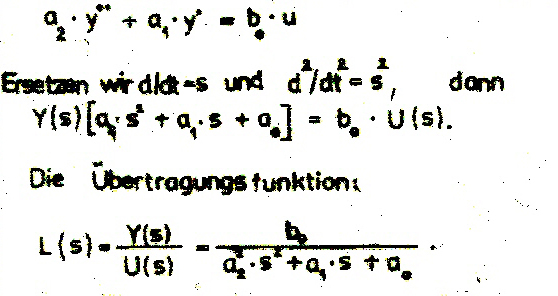 a₂·y˙˙ + a₁·y˙ = b₀·u
Ersetzen wir d/dt=s und d²/dt²=s², dann
Y(s)[a₂·s² + a₁·s + a₀] = b₀ · U(s).
Die Übertragungsfunktion:
L(s) = Y(s)/U(s) = b₀/(a₂·s²+a₁·s+a₀) .